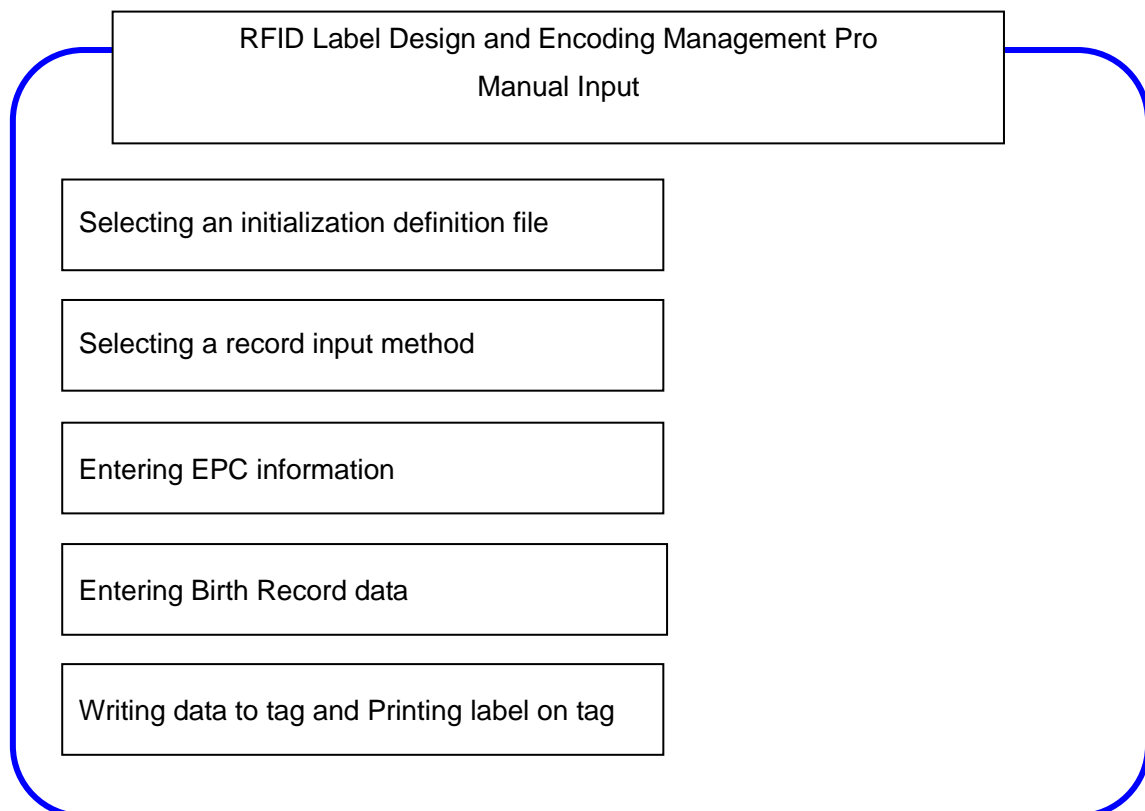 RFID Label Design and Encoding Management Pro
Manual Input
Selecting an initialization definition file
Selecting a record input method
Entering EPC information
Entering Birth Record data
Writing data to tag and Printing label on tag